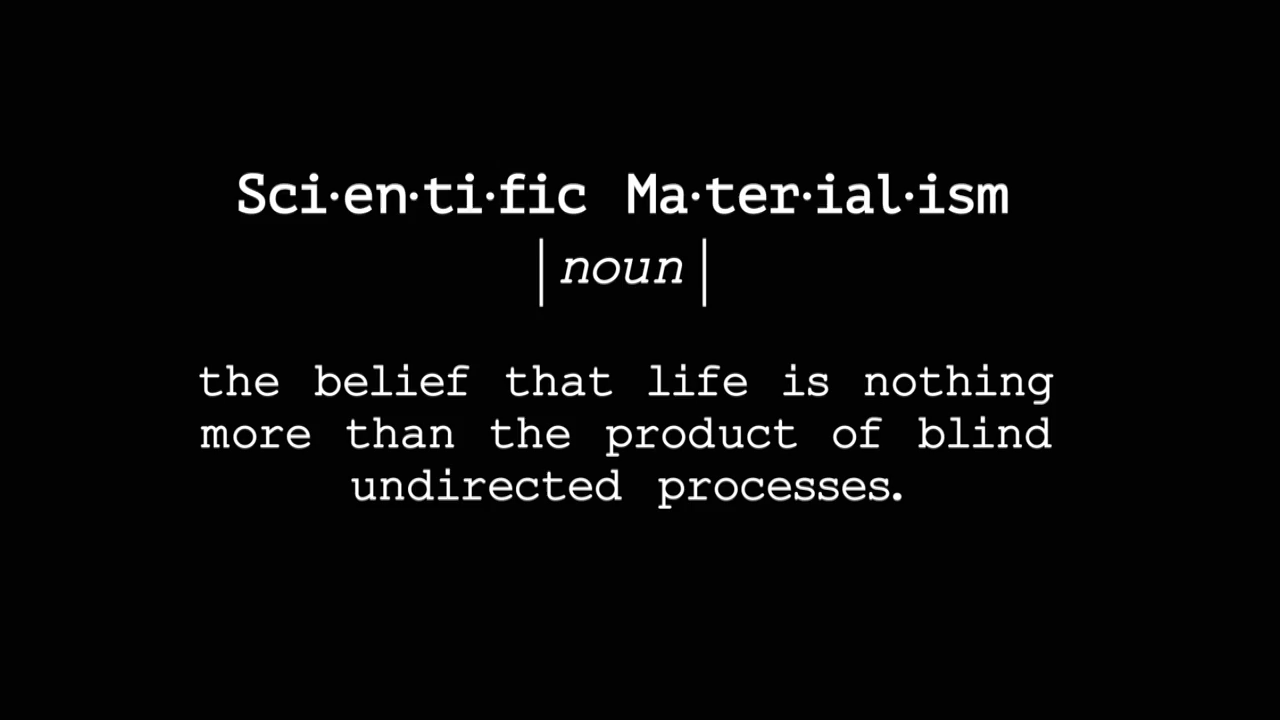 Sci·en·ti·fic Ma·ter·ial·ism
|noun|
the belief that life is nothing
more than the product of blind
undirected processes.